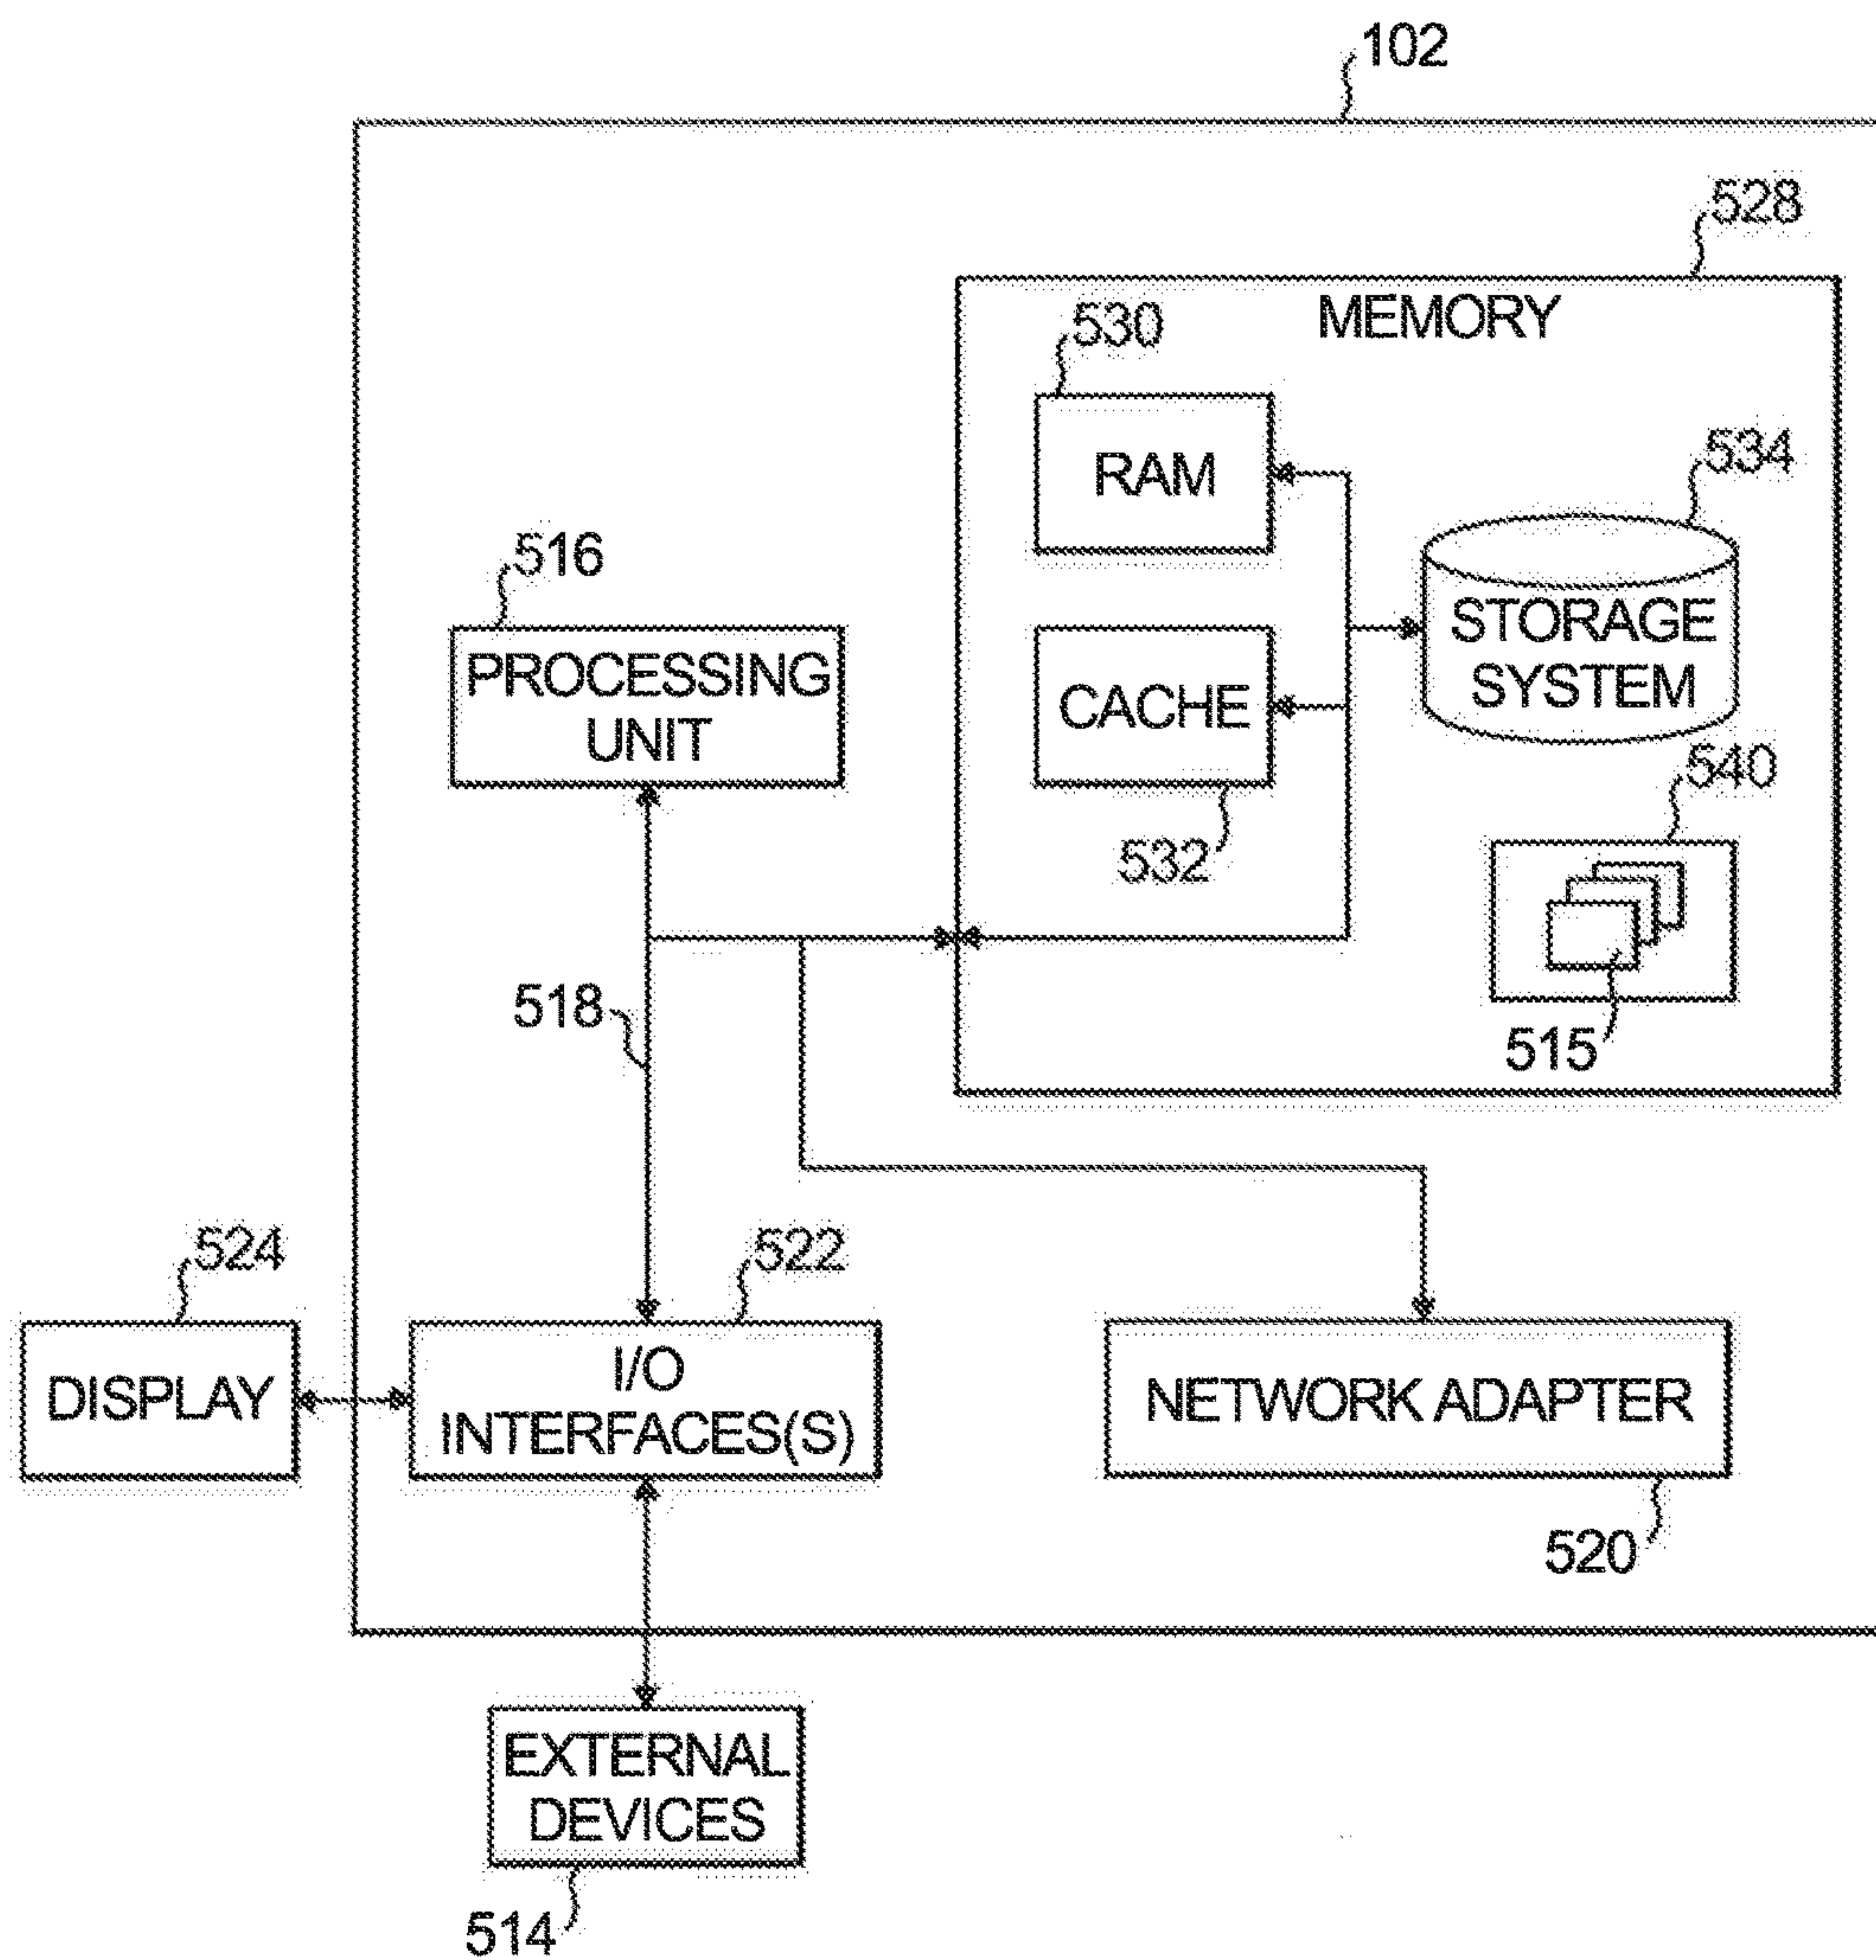 102
528
MEMORY
530
RAM
534
STORAGE
SYSTEM
516
PROCESSING
UNIT
CACHE
532
540
515
518
524
DISPLAY
522
I/O
INTERFACES(S)
NETWORK ADAPTER
520
EXTERNAL
DEVICES
514